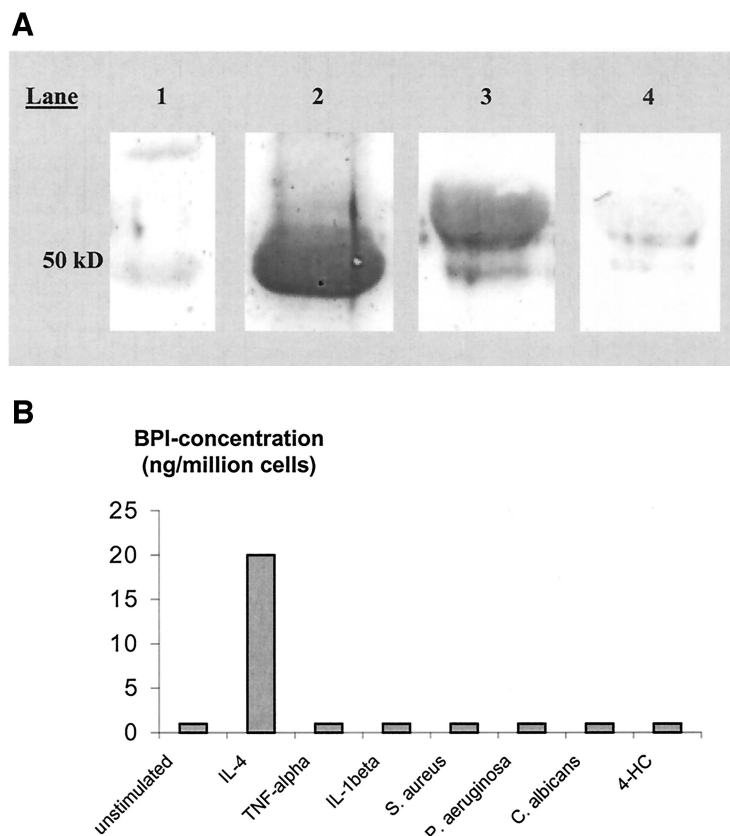 A
Lane 1 2 3 4
50 kD
B
BPI-concentration
(ng/million cells)
25
20
15
10
5
0
unstimulated
IL-4
TNF-alpha
IL-1beta
S. aureus
P. aeruginosa
C. albicans
4-HC